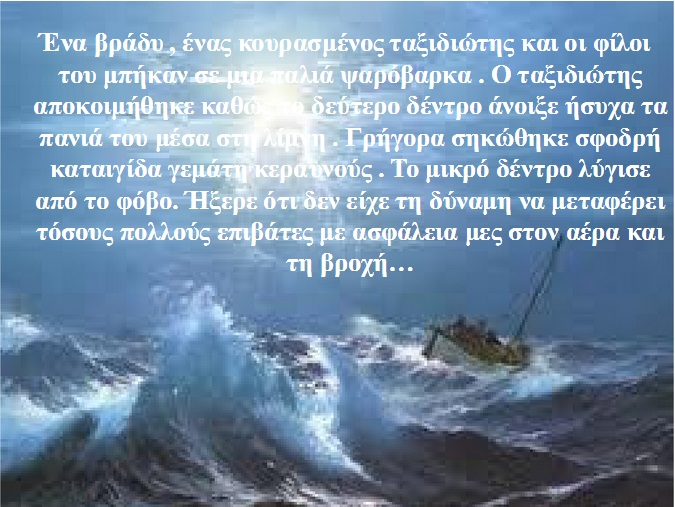 Ένα βράδυ , ένας κουρασμένος ταξιδιώτης και οι φίλοι
του μπήκαν σε μια παλιά ψαρόβαρκα . Ο ταξιδιώτης
αποκοιμήθηκε καθώς το δεύτερο δέντρο άνοιξε ήσυχα τα
πανιά του μέσα στη λίμνη . Γρήγορα σηκώθηκε σφοδρή
καταιγίδα γεμάτη κεραυνούς . Το μικρό δέντρο λύγισε
από το φόβο. Ήξερε ότι δεν είχε τη δύναμη να μεταφέρει
τόσους πολλούς επιβάτες με ασφάλεια μες στον αέρα και
τη βροχή…